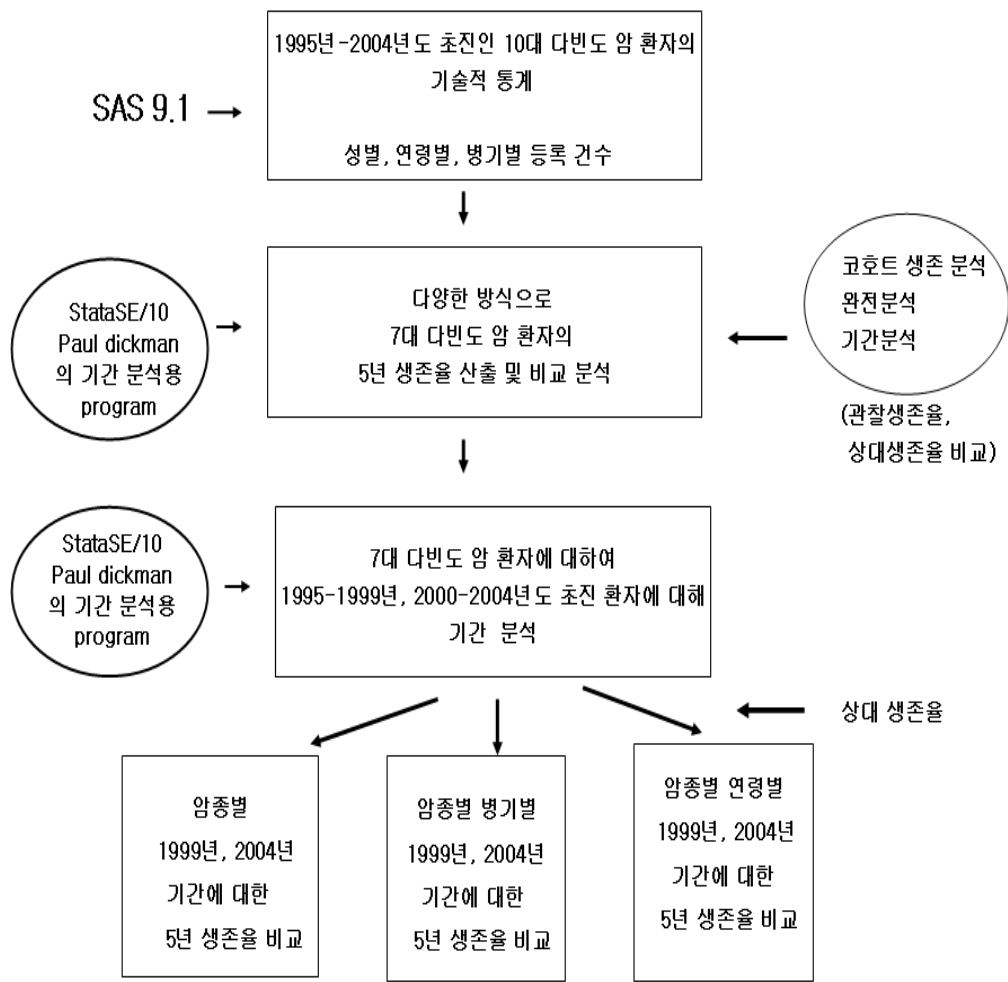 1995년-2004년도 초진인 10대 다빈도 암 환자의
기술적 통계
SAS 9.1
성별, 연령별, 병기별 등록 건수
StataSE/10
Paul dickman
의 기간 분석용
program
다양한 방식으로
7대 다빈도 암 환자의
5년 생존율 산출 및 비교 분석
코호트 생존 분석
완전분석
기간분석
(관찰생존율,
상대생존율 비교)
StataSE/10
Paul dickman
의 기간 분석용
program
7대 다빈도 암 환자에 대하여
1995-1999년, 2000-2004년도 초진 환자에 대해
기간 분석
상대 생존율
암종별
1999년, 2004년
기간에 대한
5년 생존율 비교
암종별 병기별
1999년, 2004년
기간에 대한
5년 생존율 비교
암종별 연령별
1999년, 2004년
기간에 대한
5년 생존율 비교